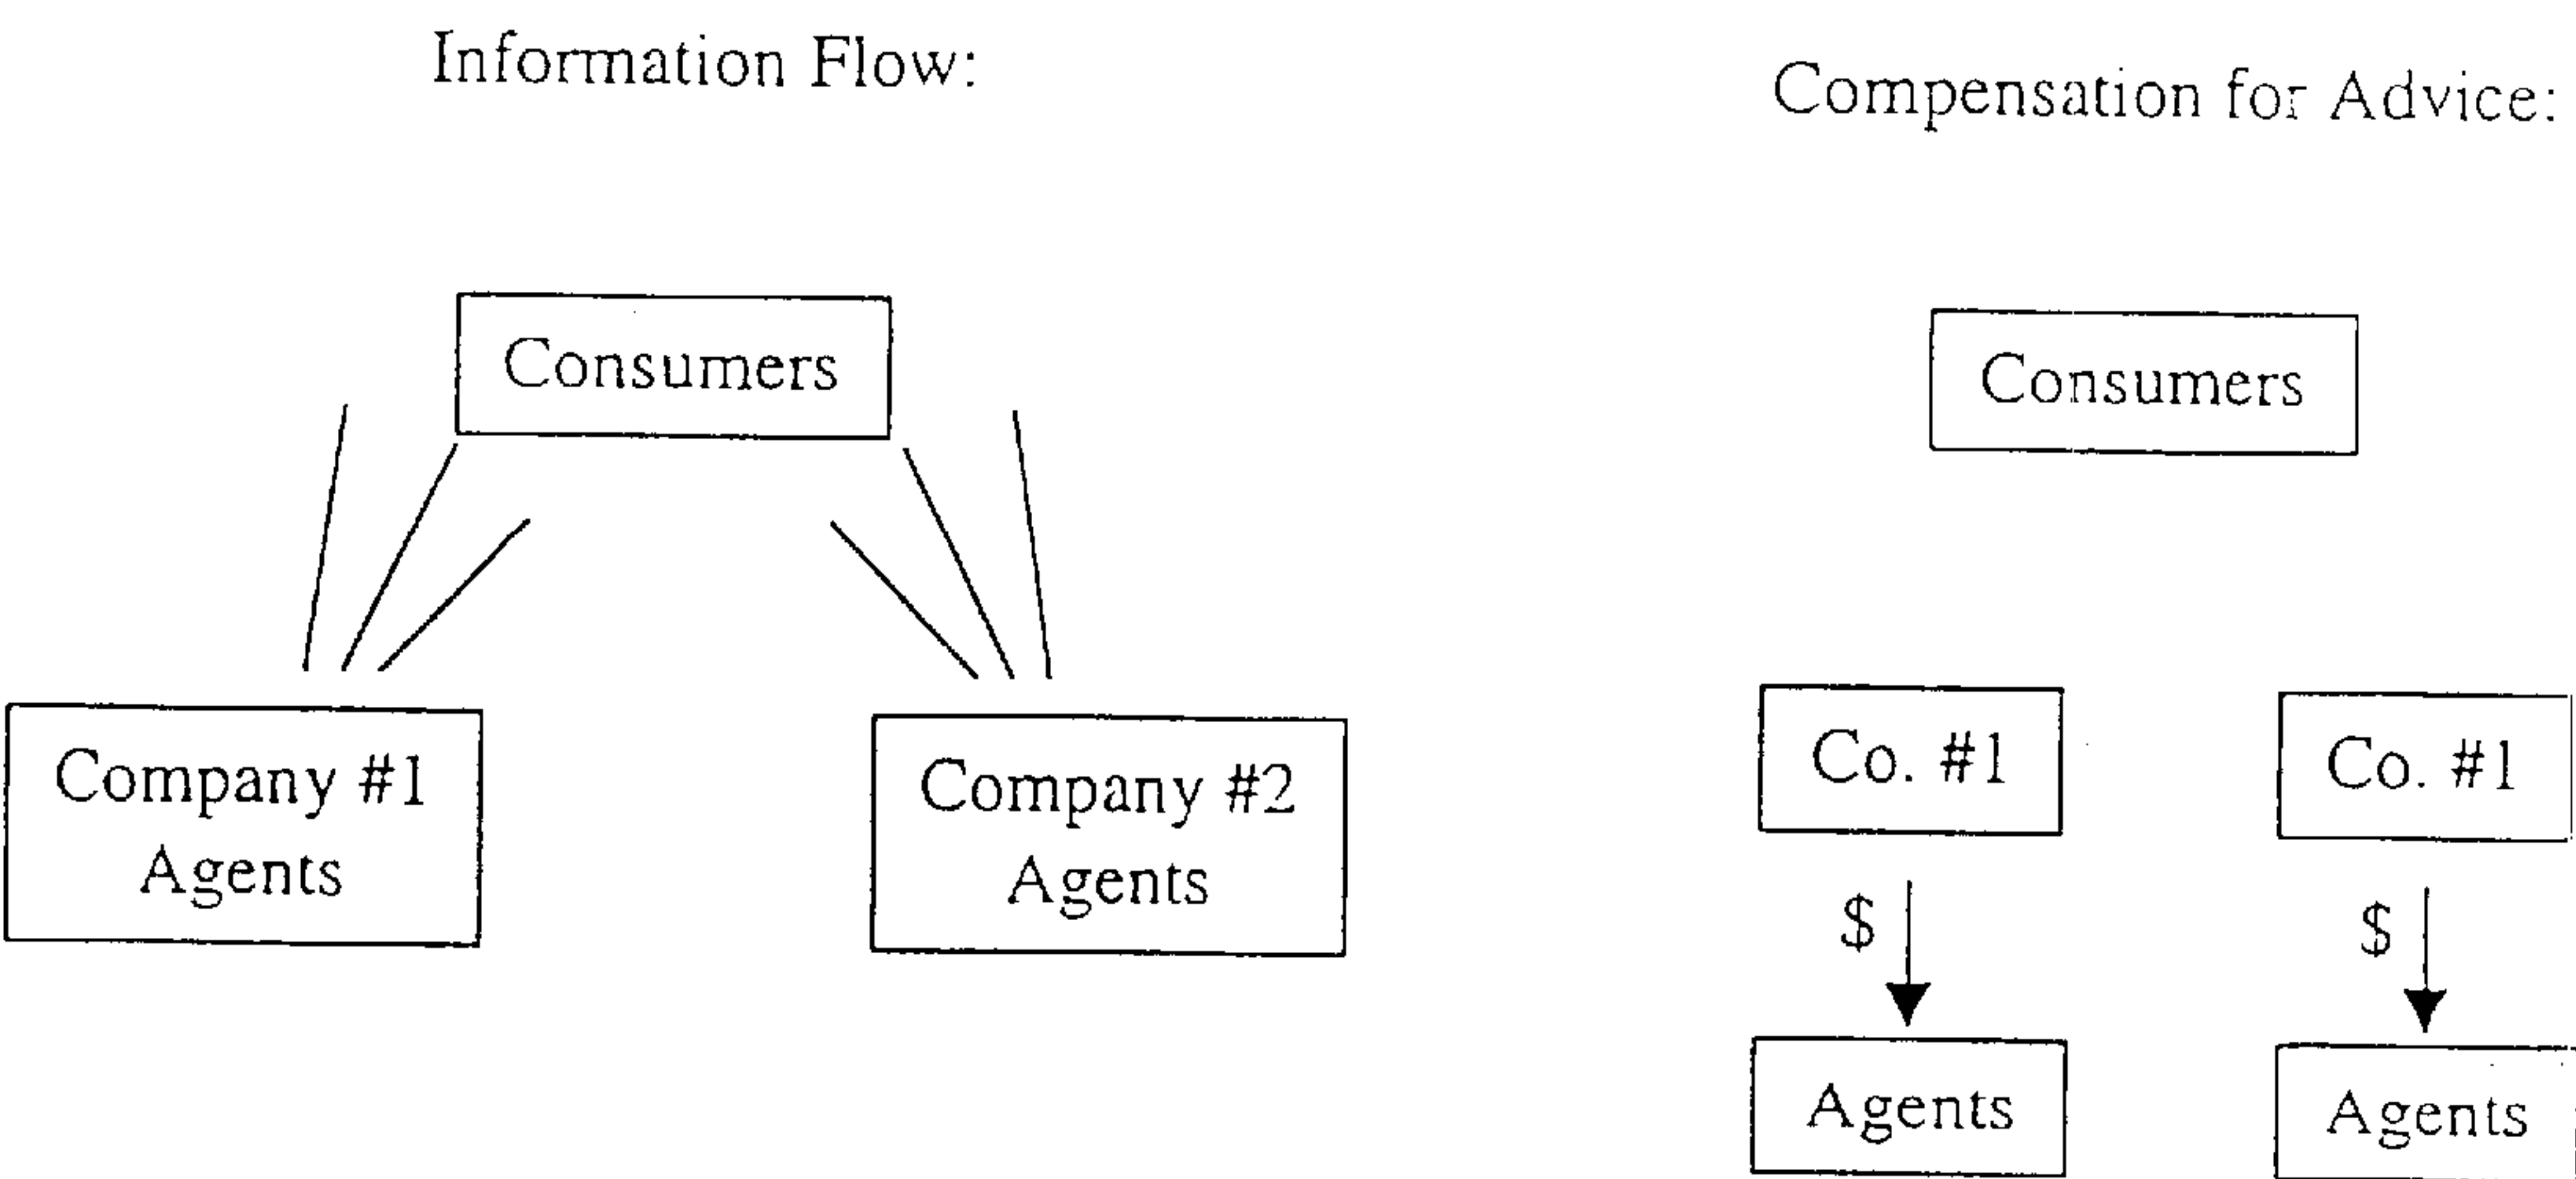 Information Flow:
Compensation for Advice:
Consumers
Consumers
Company #1
Agents
Company #2
Agents
Co. #1
Co. #1
$
$
Agents
Agents